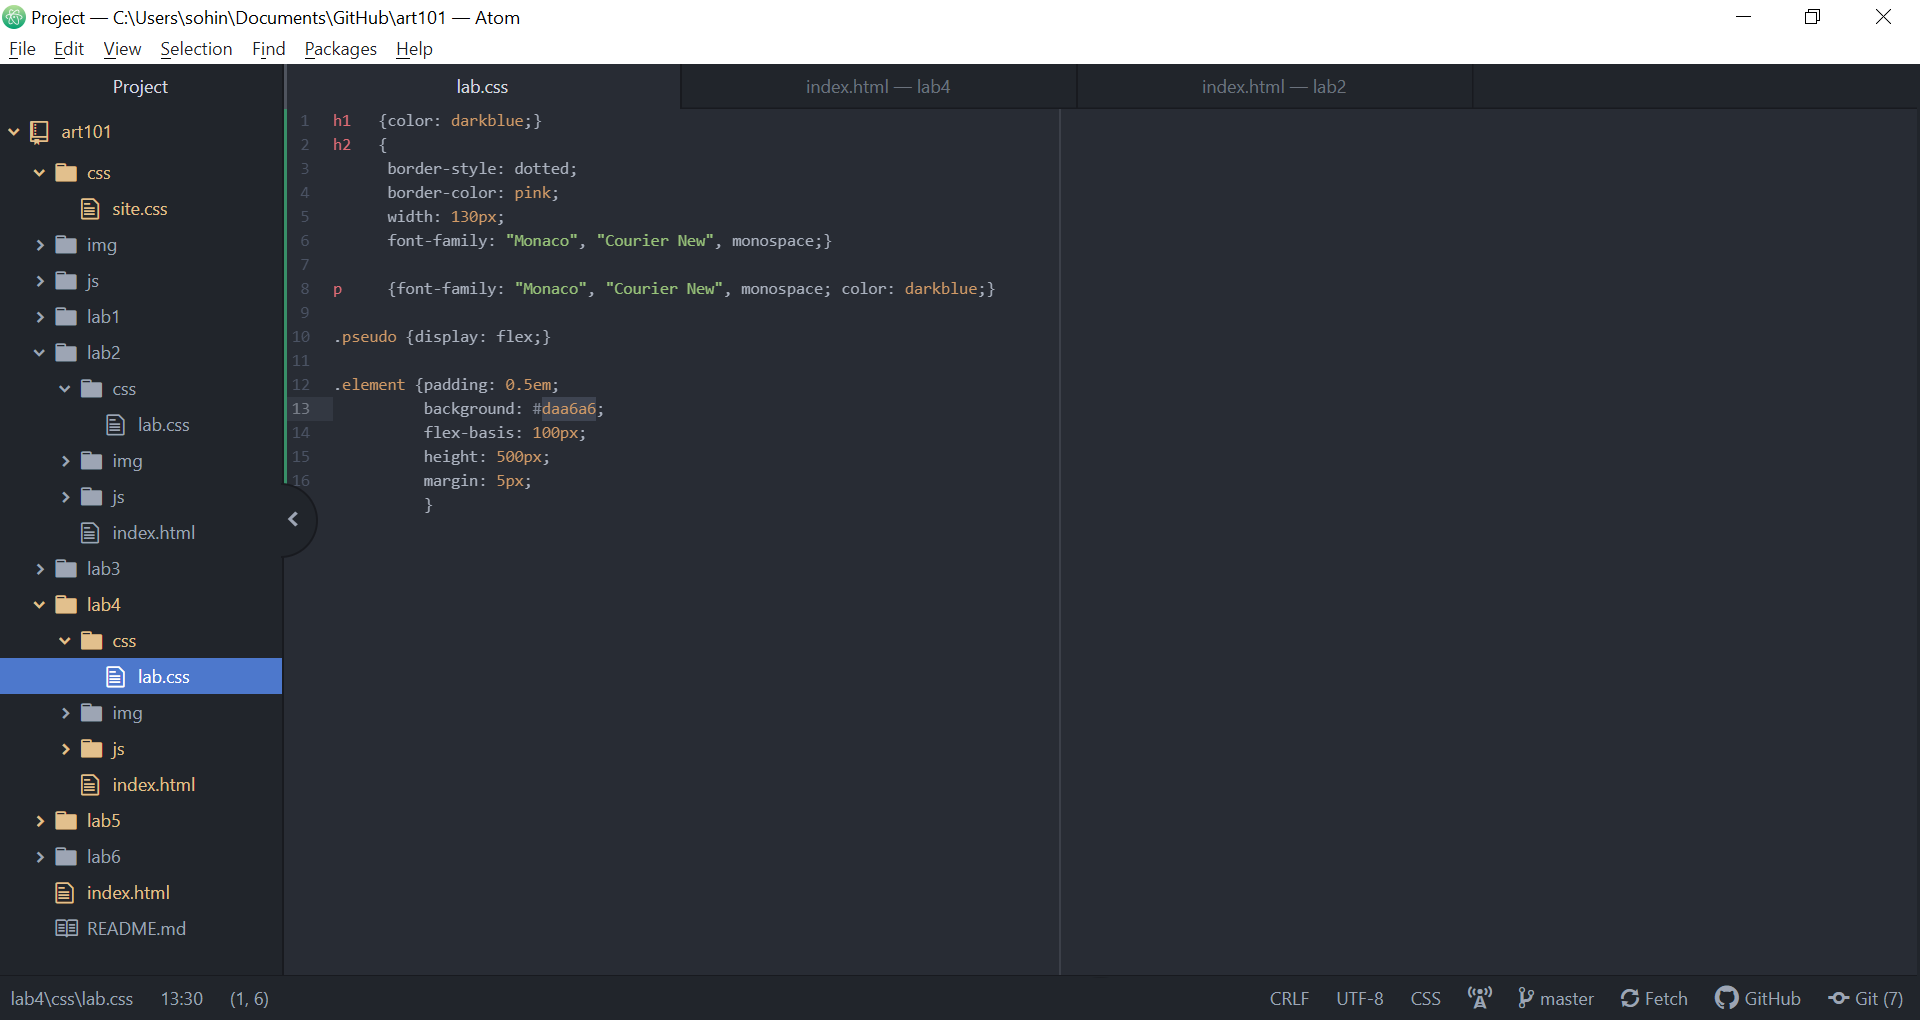 Project — C:\Users\sohin\Documents\GitHub\art101 — Atom
File Edit View Selection Find Packages Help
Project
lab.css
index.html — lab4
index.html — lab2
art101
css
site.css
img
js
lab1
lab2
css
lab.css
img
js
index.html
lab3
lab4
css
lab.css
img
js
index.html
lab5
lab6
index.html
README.md
1 h1 {color: darkblue;}
2 h2 {
3 border-style: dotted;
4 border-color: pink;
5 width: 130px;
6 font-family: "Monaco", "Courier New", monospace;}
7
8 p {font-family: "Monaco", "Courier New", monospace; color: darkblue;}
9
10 .pseudo {display: flex;}
11
12 .element {padding: 0.5em;
13 background: #daa6a6;
14 flex-basis: 100px;
15 height: 500px;
16 margin: 5px;
}
lab4\css\lab.css 13:30 (1, 6)
CRLF UTF-8 CSS master Fetch GitHub Git (7)